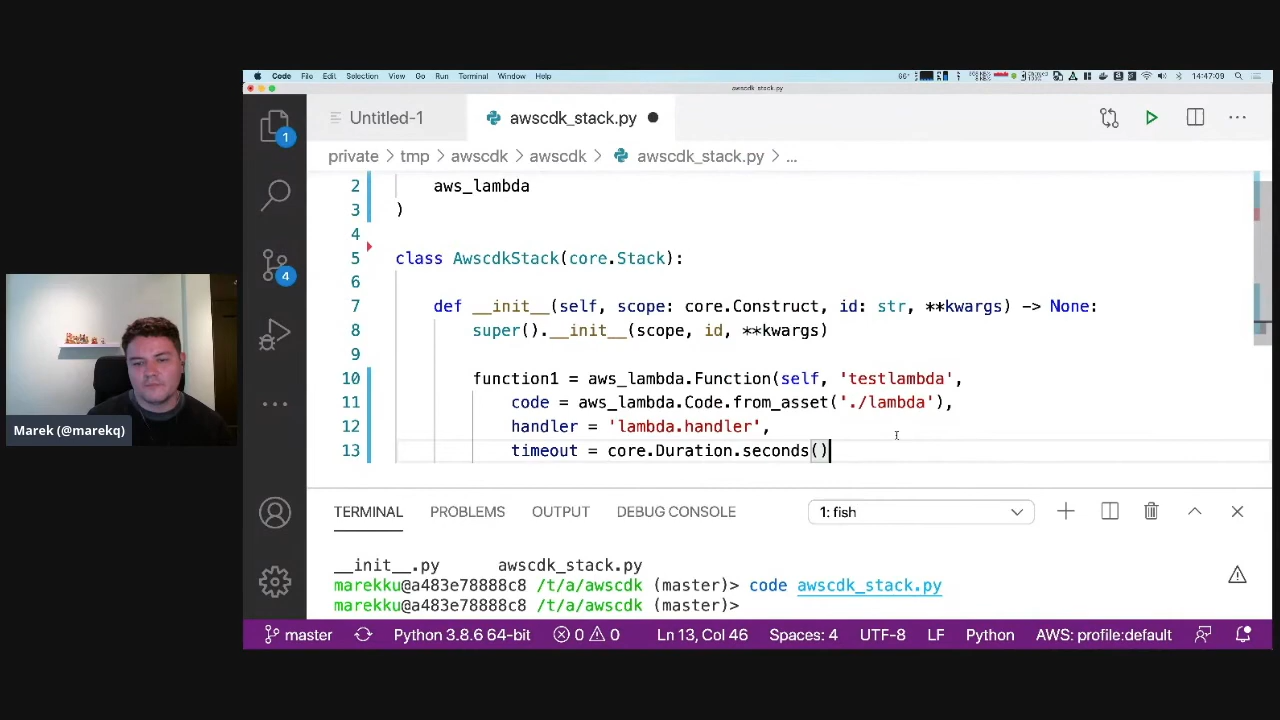 Code File Edit Selection View Go Run Terminal Window Help
14:47:09
awscdk_stack.py
Untitled-1
awscdk_stack.py
private > tmp > awscdk > awscdk > awscdk_stack.py > ...
1
4
2 aws_lambda
3 )
4
5 class AwscdkStack(core.Stack):
6
7 def __init__(self, scope: core.Construct, id: str, **kwargs) -> None:
8 super().__init__(scope, id, **kwargs)
9
10 function1 = aws_lambda.Function(self, 'testlambda',
11 code = aws_lambda.Code.from_asset('./lambda'),
12 handler = 'lambda.handler',
13 timeout = core.Duration.seconds()
Marek (@marekq)
TERMINAL PROBLEMS OUTPUT DEBUG CONSOLE 1: fish
__init__.py awscdk_stack.py
marekku@a483e78888c8 /t/a/awscdk (master)> code awscdk_stack.py
marekku@a483e78888c8 /t/a/awscdk (master)>
master Python 3.8.6 64-bit 0 0 Ln 13, Col 46 Spaces: 4 UTF-8 LF Python AWS: profile:default